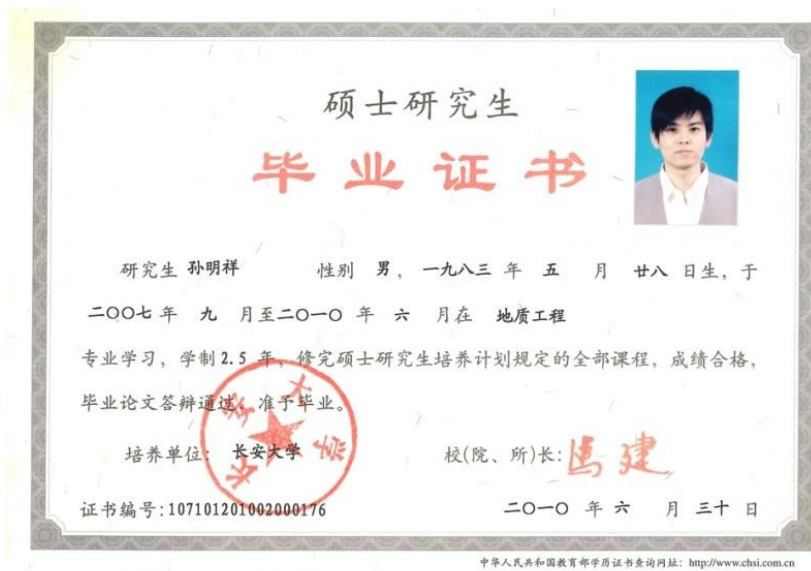 硕士研究生
毕业证书
研究生 孙明祥 性别 男，一九八三 年 五 月 廿八 日生，于
二〇〇七 年 九 月至二〇一〇 年 六 月在 地质工程
专业学习，学制2.5 年，修完硕士研究生培养计划规定的全部课程，成绩合格，
毕业论文答辩通过，准予毕业。
培养单位：长安大学 校(院、所)长：马建
长安大学
证书编号：107101201002000176 二〇一〇 年 六 月 三十 日
中华人民共和国教育部学历证书查询网址：http://www.chsi.com.cn